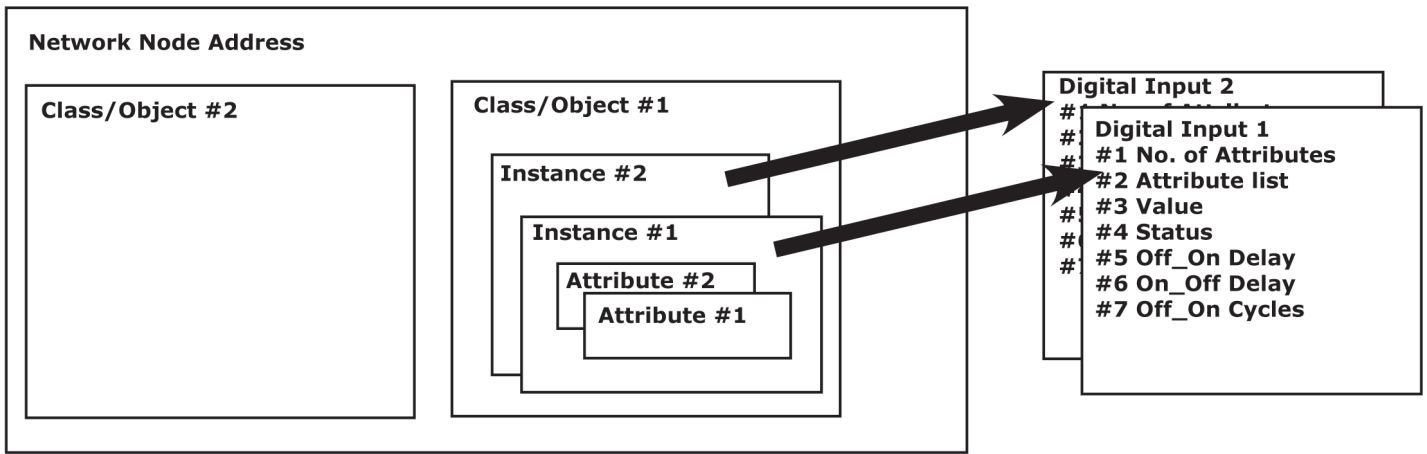 Network Node Address
Class/Object #2
Class/Object #1
Instance #2
Instance #1
Attribute #2
Attribute #1
Digital Input 2
Digital Input 1
#1 No. of Attributes
#2 Attribute list
#3 Value
#4 Status
#5 Off_On Delay
#6 On_Off Delay
#7 Off_On Cycles